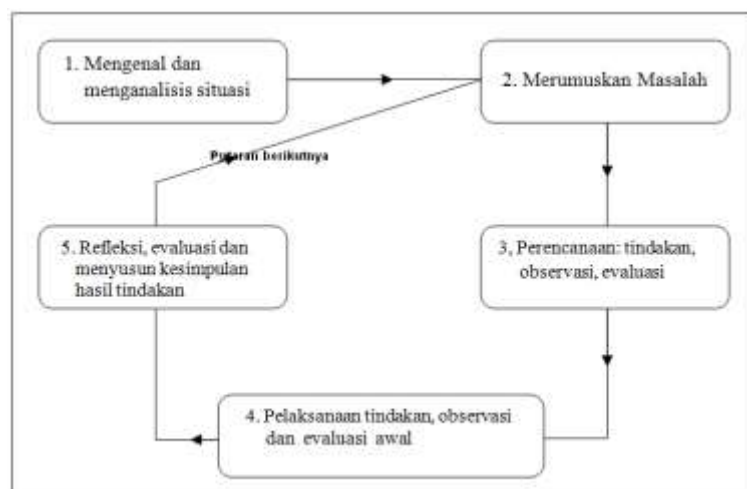 1. Mengenal dan
menganalisis situasi
2. Merumuskan Masalah
Putaran berikutnya
3, Perencanaan: tindakan,
observasi, evaluasi
4. Pelaksanaan tindakan, observasi
dan evaluasi awal
5. Refleksi, evaluasi dan
menyusun kesimpulan
hasil tindakan